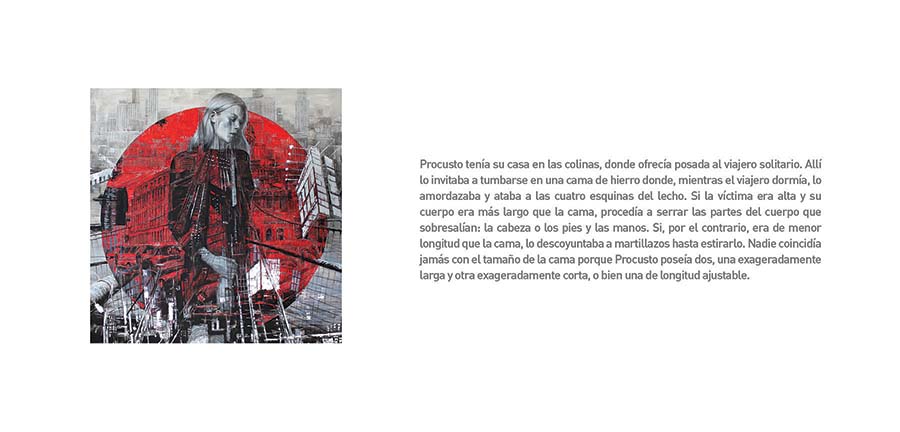 Procusto tenía su casa en las colinas, donde ofrecía posada al viajero solitario. Allí
lo invitaba a tumbarse en una cama de hierro donde, mientras el viajero dormía, lo
amordazaba y ataba a las cuatro esquinas del lecho. Si la víctima era alta y su
cuerpo era más largo que la cama, procedía a serrar las partes del cuerpo que
sobresalían: la cabeza o los pies y las manos. Si, por el contrario, era de menor
longitud que la cama, lo descoyuntaba a martillazos hasta estirarlo. Nadie coincidía
jamás con el tamaño de la cama porque Procusto poseía dos, una exageradamente
larga y otra exageradamente corta, o bien una de longitud ajustable.